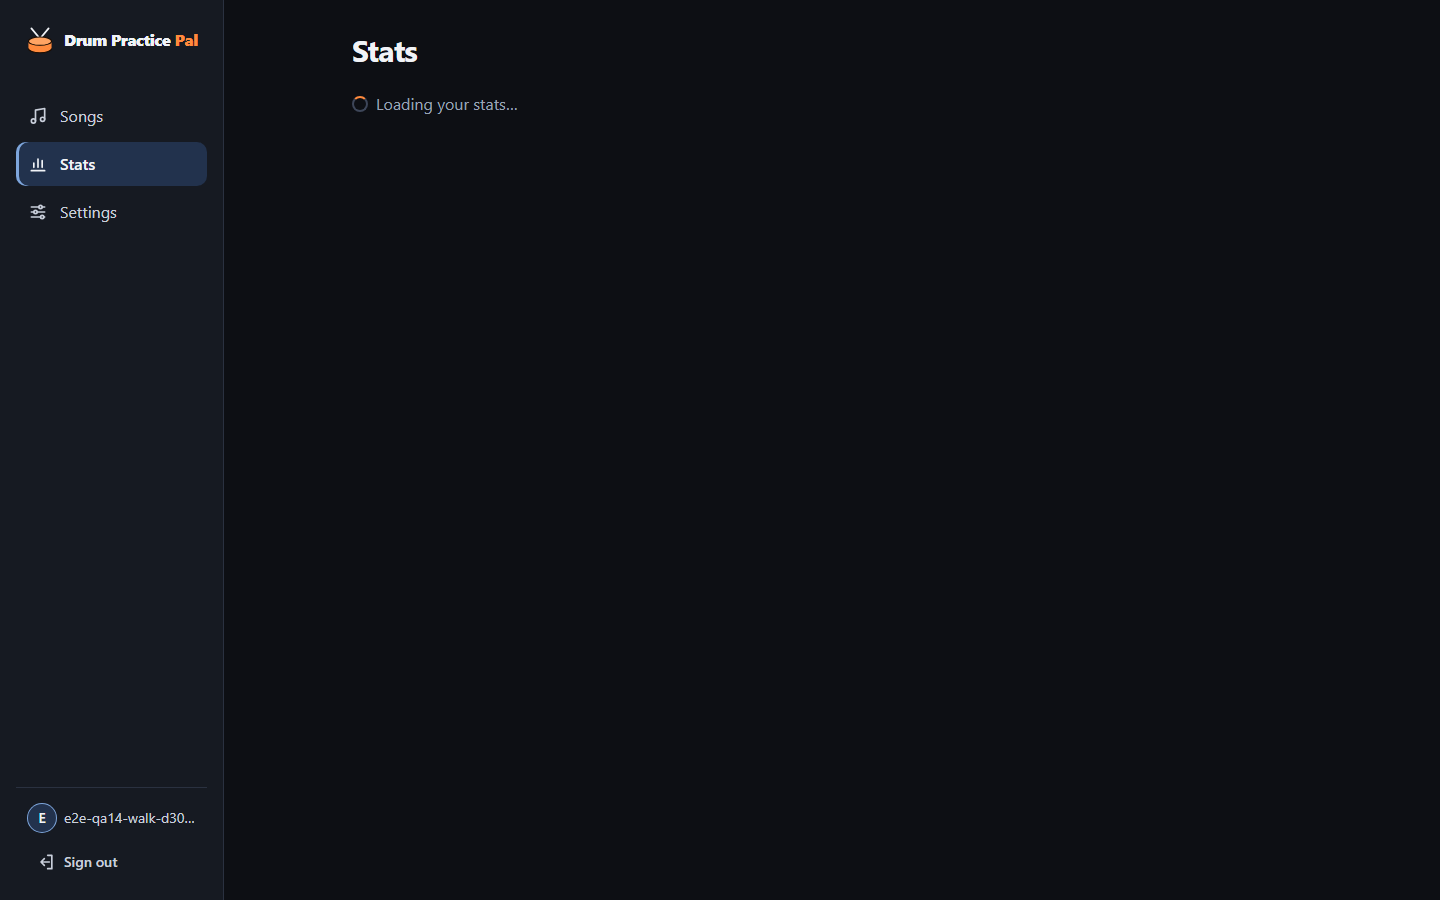 Drum Practice Pal
Songs
Stats
Settings
Stats
Loading your stats...
E
e2e-qa14-walk-d30...
Sign out